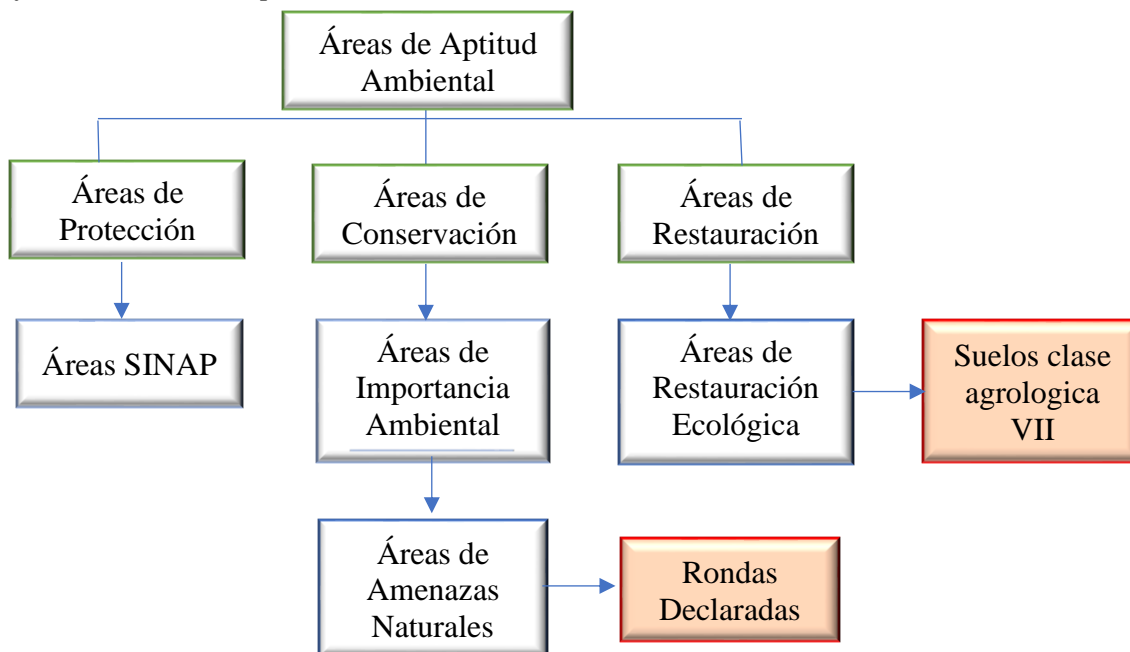 Áreas de Aptitud
Ambiental
Áreas de
Protección
Áreas de
Conservación
Áreas de
Restauración
Áreas SINAP
Áreas de
Importancia
Ambiental
Áreas de
Restauración
Ecológica
Suelos clase
agrologica
VII
Áreas de
Amenazas
Naturales
Rondas
Declaradas